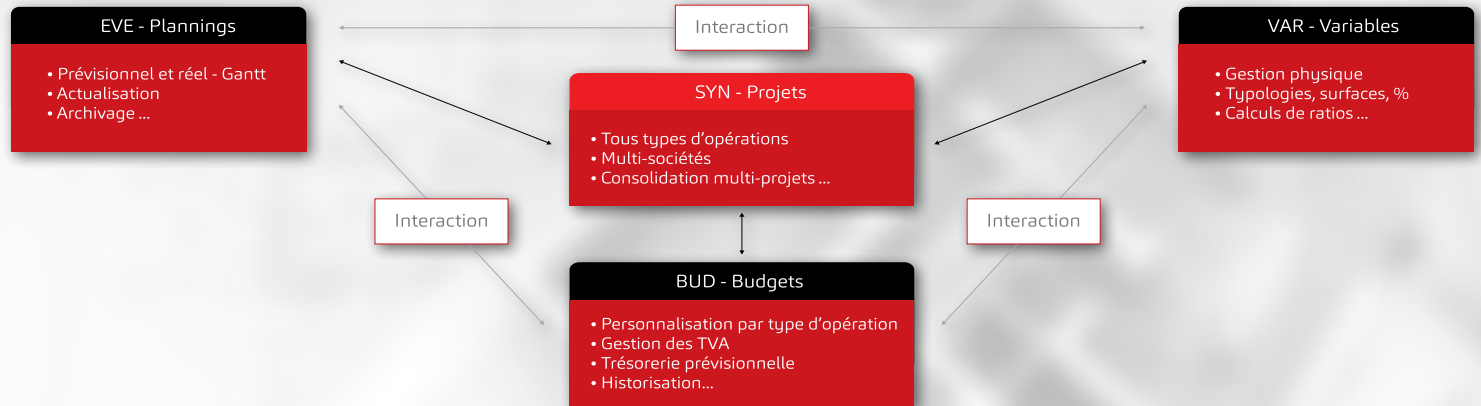 EVE - Plannings
• Prévisionnel et réel - Gantt
• Actualisation
• Archivage ...
Interaction
VAR - Variables
• Gestion physique
• Typologies, surfaces, %
• Calculs de ratios ...
SYN - Projets
• Tous types d'opérations
• Multi-sociétés
• Consolidation multi-projets ...
Interaction
Interaction
BUD - Budgets
• Personnalisation par type d'opération
• Gestion des TVA
• Trésorerie prévisionnelle
• Historisation...